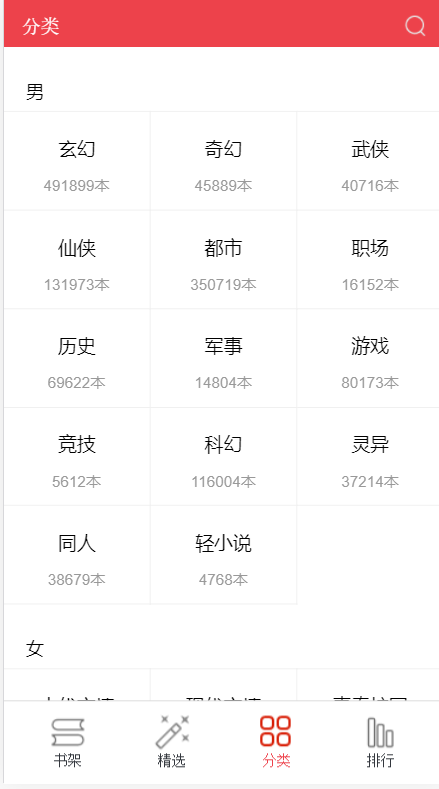 分类
男
玄幻 奇幻 武侠
491899本 45889本 40716本
仙侠 都市 职场
131973本 350719本 16152本
历史 军事 游戏
69622本 14804本 80173本
竞技 科幻 灵异
5612本 116004本 37214本
同人 轻小说
38679本 4768本
女
书架 精选 分类 排行